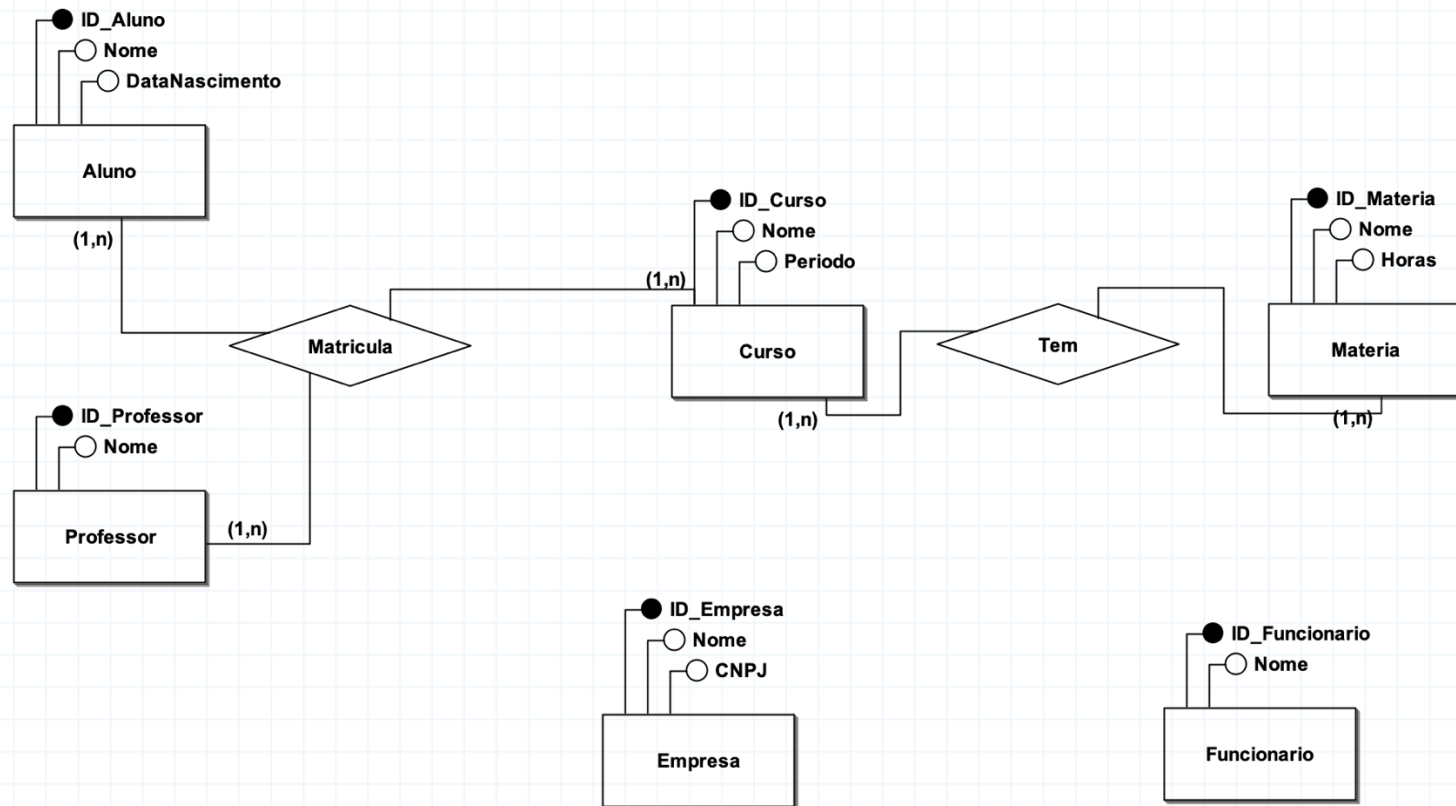 ID_Aluno
Nome
DataNascimento
Aluno
(1,n)
Matricula
ID_Professor
Nome
Professor
(1,n)
(1,n)
ID_Curso
Nome
Periodo
Curso
(1,n)
Tem
ID_Materia
Nome
Horas
Materia
(1,n)
ID_Empresa
Nome
CNPJ
Empresa
ID_Funcionario
Nome
Funcionario